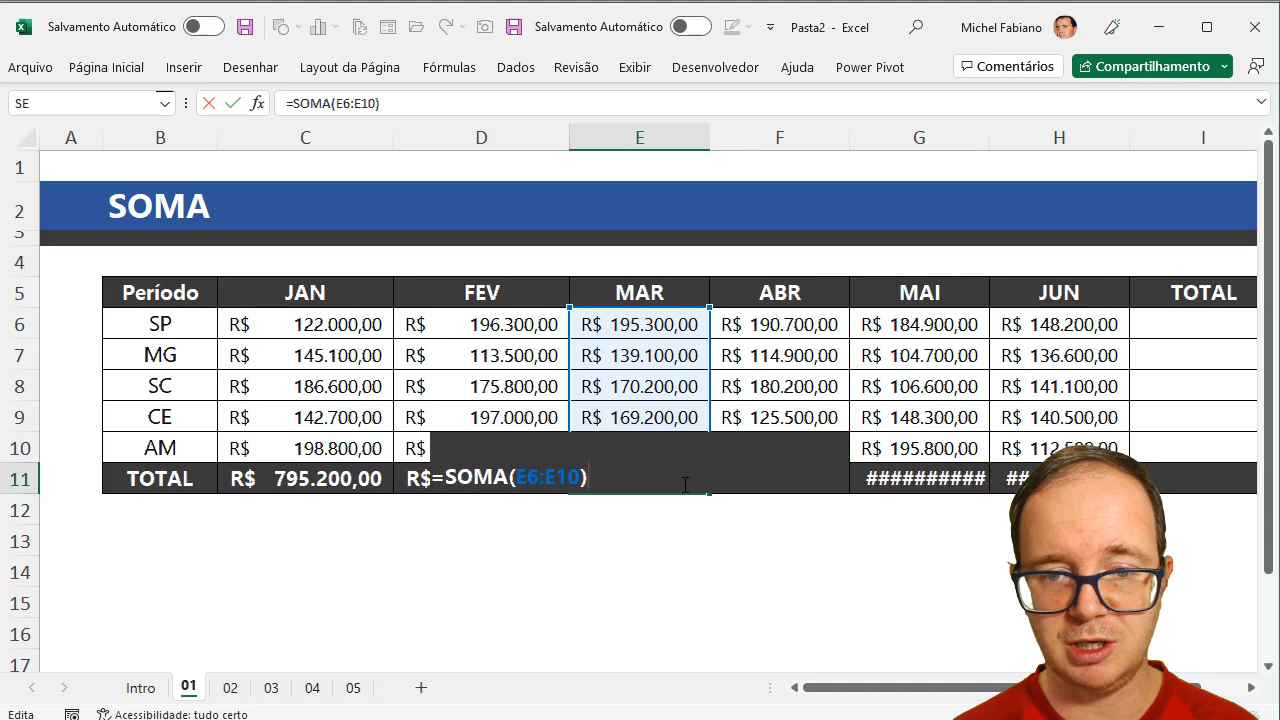 Salvamento Automático Salvamento Automático Pasta2 - Excel Michel Fabiano
Arquivo Página Inicial Inserir Desenhar Layout da Página Fórmulas Dados Revisão Exibir Desenvolvedor Ajuda Power Pivot Comentários Compartilhamento
SE fx =SOMA(E6:E10)
A B C D E F G H I
1
2 SOMA
3
4
5 Período JAN FEV MAR ABR MAI JUN TOTAL
6 SP R$ 122.000,00 R$ 196.300,00 R$ 195.300,00 R$ 190.700,00 R$ 184.900,00 R$ 148.200,00
7 MG R$ 145.100,00 R$ 113.500,00 R$ 139.100,00 R$ 114.900,00 R$ 104.700,00 R$ 136.600,00
8 SC R$ 186.600,00 R$ 175.800,00 R$ 170.200,00 R$ 180.200,00 R$ 106.600,00 R$ 141.100,00
9 CE R$ 142.700,00 R$ 197.000,00 R$ 169.200,00 R$ 125.500,00 R$ 148.300,00 R$ 140.500,00
10 AM R$ 198.800,00 R$ R$ 195.800,00 R$
11 TOTAL R$ 795.200,00 R$=SOMA(E6:E10) ########## ##
12
13
14
15
16
17
Intro 01 02 03 04 05
Edita Acessibilidade: tudo certo